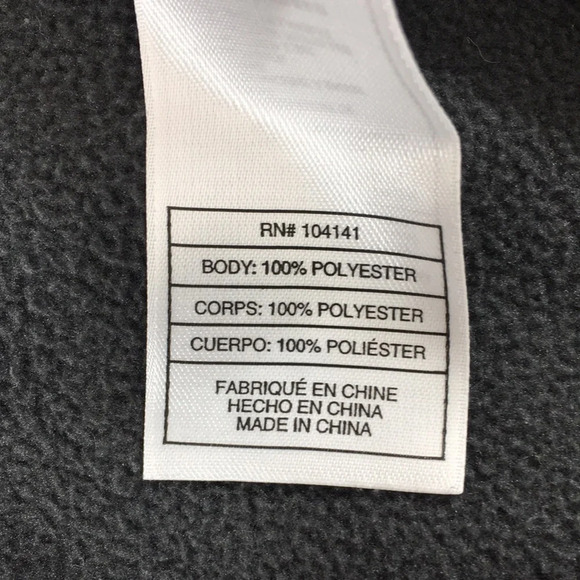 RN# 104141
BODY: 100% POLYESTER
CORPS: 100% POLYESTER
CUERPO: 100% POLIÉSTER
FABRIQUÉ EN CHINE
HECHO EN CHINA
MADE IN CHINA